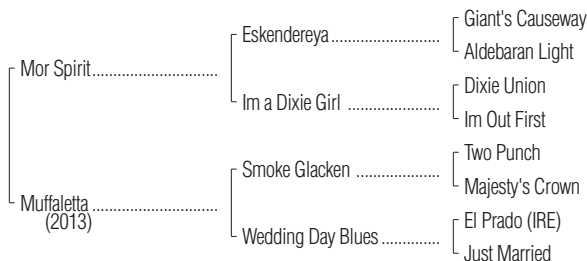 Giant's Causeway
Eskendereya
Aldebaran Light
Mor Spirit
Dixie Union
Im a Dixie Girl
Im Out First
Two Punch
Smoke Glacken
Majesty's Crown
Muffaletta
(2013)
El Prado (IRE)
Wedding Day Blues
Just Married